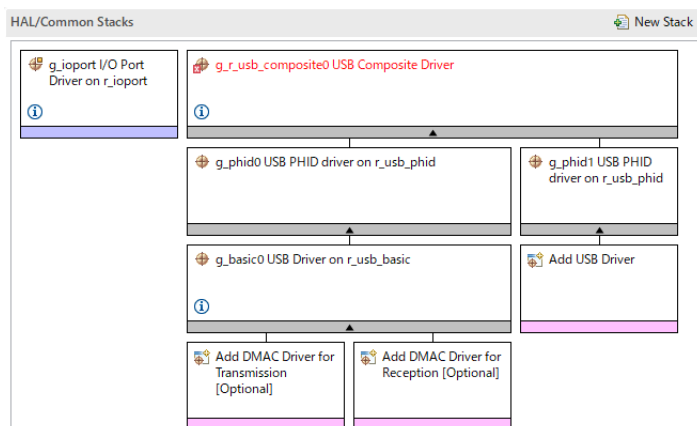 HAL/Common Stacks
New Stack
g_ioport I/O Port
Driver on r_ioport
g_r_usb_composite0 USB Composite Driver
g_phid0 USB PHID driver on r_usb_phid
g_phid1 USB PHID
driver on r_usb_phid
g_basic0 USB Driver on r_usb_basic
Add USB Driver
Add DMAC Driver for
Transmission
[Optional]
Add DMAC Driver for
Reception [Optional]